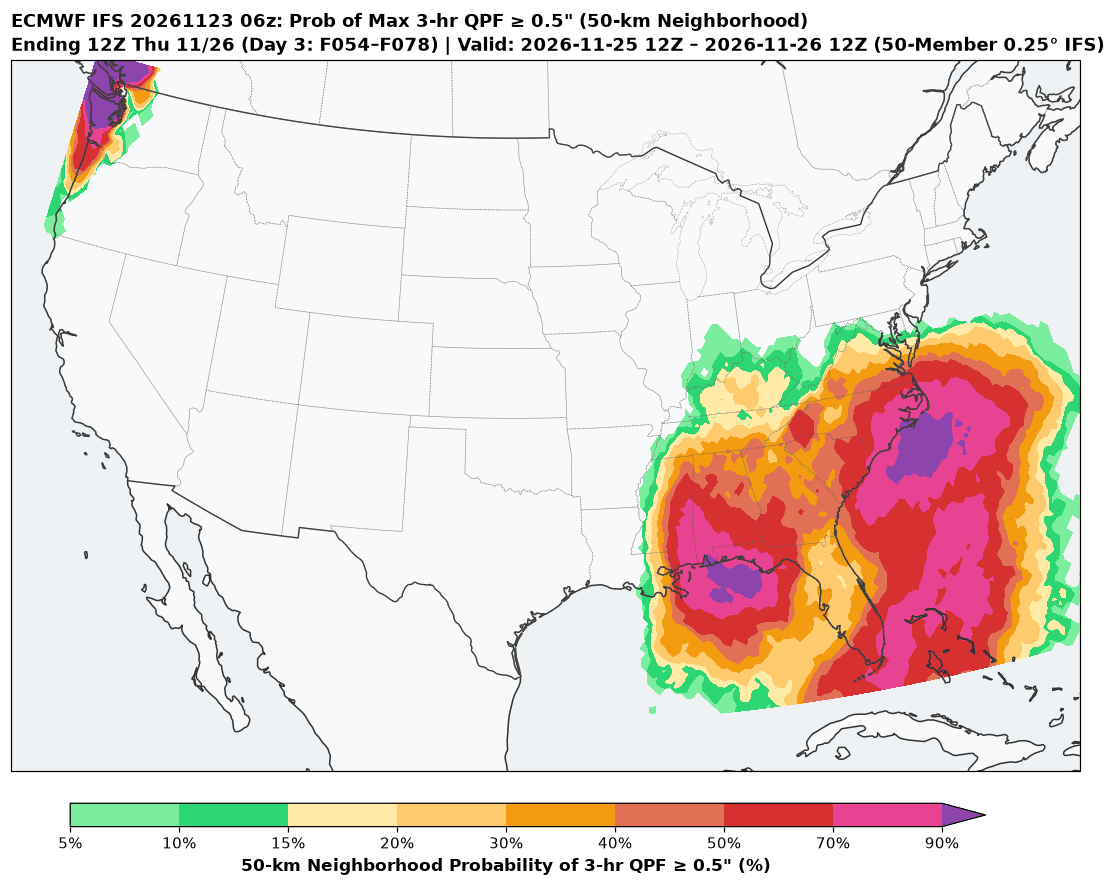 ECMWF IFS 20261123 06z: Prob of Max 3-hr QPF ≥ 0.5" (50-km Neighborhood)
Ending 12Z Thu 11/26 (Day 3: F054–F078) | Valid: 2026-11-25 12Z – 2026-11-26 12Z (50-Member 0.25° IFS)
5% 10% 15% 20% 30% 40% 50% 70% 90%
50-km Neighborhood Probability of 3-hr QPF ≥ 0.5" (%)